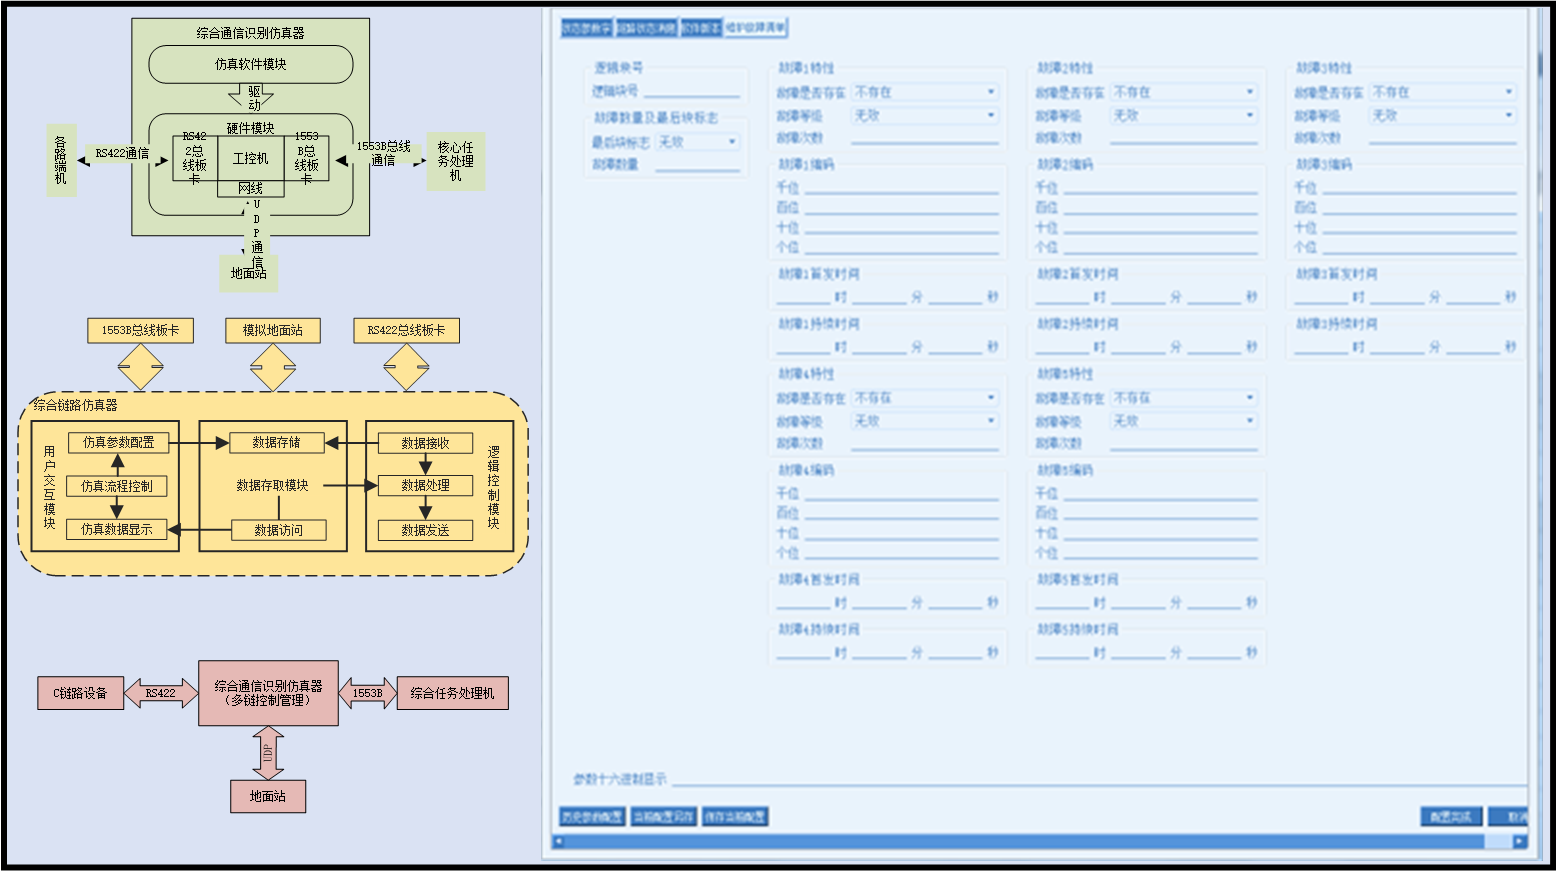 综合通信识别仿真器
仿真软件模块
驱
动
硬件模块
RS42
2总
线板
卡
工控机
1553
B总
线板
卡
网线
各
路
端
机
RS422通信
1553B总线
通信
核心任
务处理
机
U
D
P
通
信
地面站
1553B总线板卡
模拟地面站
RS422总线板卡
综合链路仿真器
用
户
交
互
模
块
仿真参数配置
仿真流程控制
仿真数据显示
数据存储
数据存取模块
数据访问
数据接收
数据处理
数据发送
逻
辑
控
制
模
块
C链路设备
RS422
综合通信识别仿真器
(多链控制管理)
1553B
综合任务处理机
UDP
地面站
维护故障清单
逻辑块号
逻辑块号
故障数量及最后块标志
最后块标志 无效
故障数量
故障1特性
故障是否存在 不存在
故障等级 无效
故障次数
故障1编码
千位
百位
十位
个位
故障1首发时间
时 分 秒
故障1持续时间
时 分 秒
故障2特性
故障是否存在 不存在
故障等级 无效
故障次数
故障2编码
千位
百位
十位
个位
故障2首发时间
时 分 秒
故障2持续时间
时 分 秒
故障3特性
故障是否存在 不存在
故障等级 无效
故障次数
故障3编码
千位
百位
十位
个位
故障3首发时间
时 分 秒
故障3持续时间
时 分 秒
故障4特性
故障是否存在 不存在
故障等级 无效
故障次数
故障4编码
千位
百位
十位
个位
故障4首发时间
时 分 秒
故障4持续时间
时 分 秒
故障5特性
故障是否存在 不存在
故障等级 无效
故障次数
故障5编码
千位
百位
十位
个位
故障5首发时间
时 分 秒
故障5持续时间
时 分 秒
参数十六进制显示
历史参数配置 当前配置另存 保存当前配置
配置完成 取消